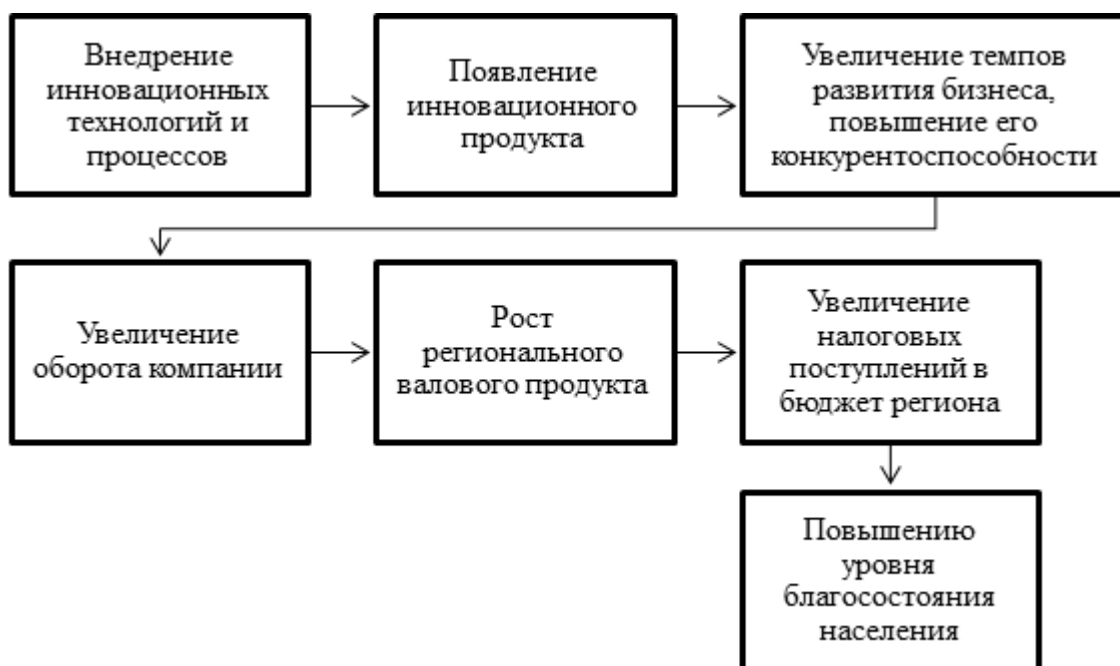 Внедрение
инновационных
технологий и
процессов
Появление
инновационного
продукта
Увеличение темпов
развития бизнеса,
повышение его
конкурентоспособности
Увеличение
оборота компании
Рост
регионального
валового продукта
Увеличение
налоговых
поступлений в
бюджет региона
Повышению
уровня
благосостояния
населения